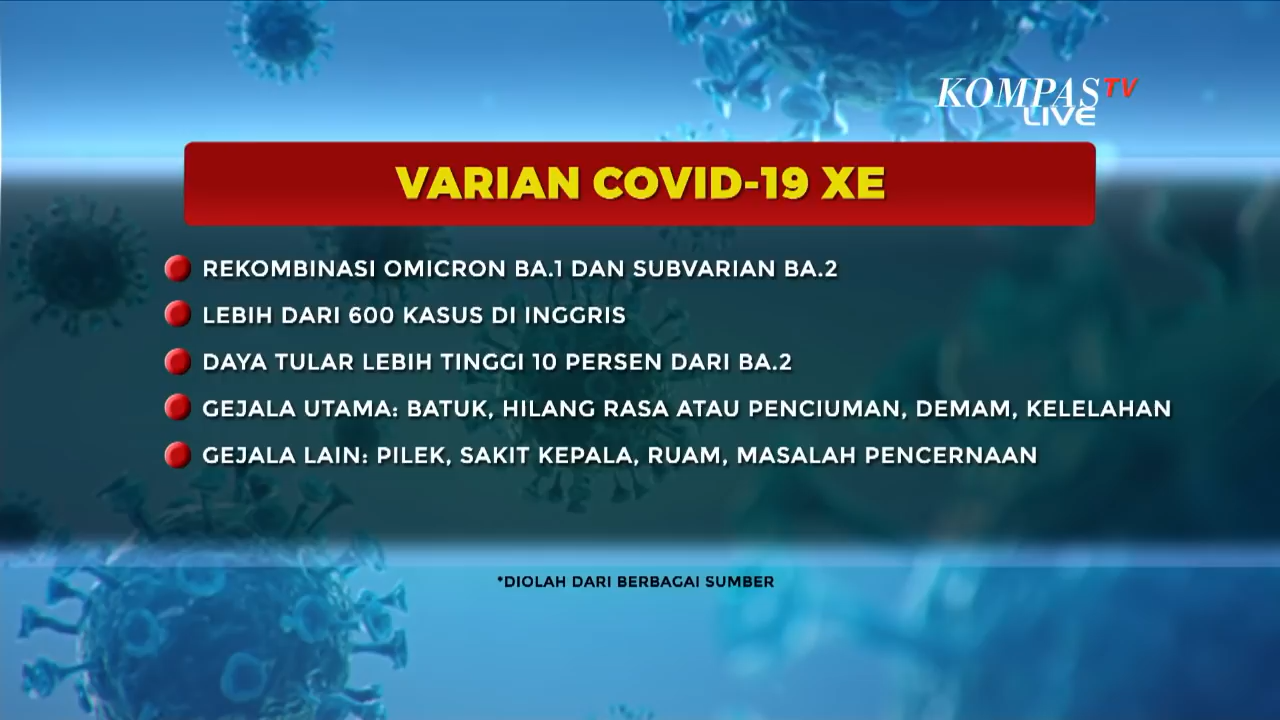 KOMPAS TV
LIVE
VARIAN COVID-19 XE
REKOMBINASI OMICRON BA.1 DAN SUBVARIAN BA.2
LEBIH DARI 600 KASUS DI INGGRIS
DAYA TULAR LEBIH TINGGI 10 PERSEN DARI BA.2
GEJALA UTAMA: BATUK, HILANG RASA ATAU PENCIUMAN, DEMAM, KELELAHAN
GEJALA LAIN: PILEK, SAKIT KEPALA, RUAM, MASALAH PENCERNAAN
*DIOLAH DARI BERBAGAI SUMBER